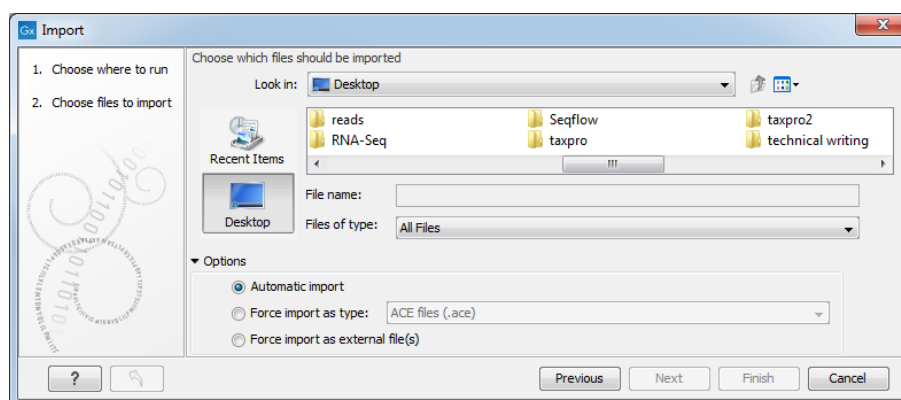 Gx Import
1. Choose where to run
2. Choose files to import
Choose which files should be imported
Look in: Desktop
Recent Items
Desktop
reads Seqflow taxpro2
RNA-Seq taxpro technical writing
File name:
Files of type: All Files
Options
Automatic import
Force import as type: ACE files (.ace)
Force import as external file(s)
? Previous Next Finish Cancel